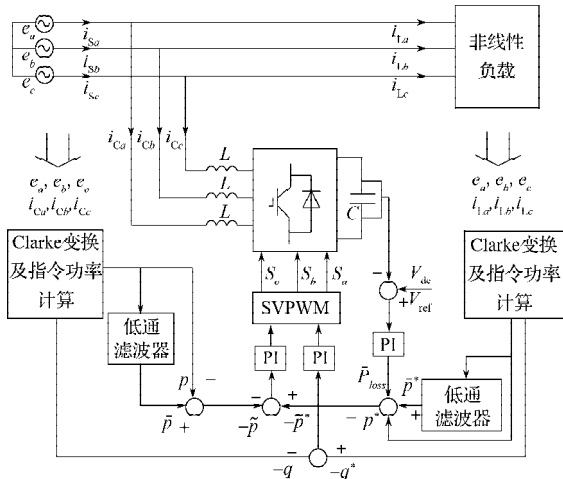 e_a i_Sa i_La
e_b i_Sb i_Lb
e_c i_Sc i_Lc
非线性
负载
i_Ca i_Cb i_Cc
L
L
L
C
e_a, e_b, e_c
i_Ca, i_Cb, i_Cc
e_a, e_b, e_c
i_La, i_Lb, i_Lc
Clarke变换
及指令功率
计算
Clarke变换
及指令功率
计算
S_c S_b S_a
SVPWM
− V_dc
+ V_ref
低通
滤波器
PI
PI
PI
P̄_loss
p̄*
低通
滤波器
p −
p̄ +
− −p̃
+ −p̃*
− p*
+
− −q
+ −q*